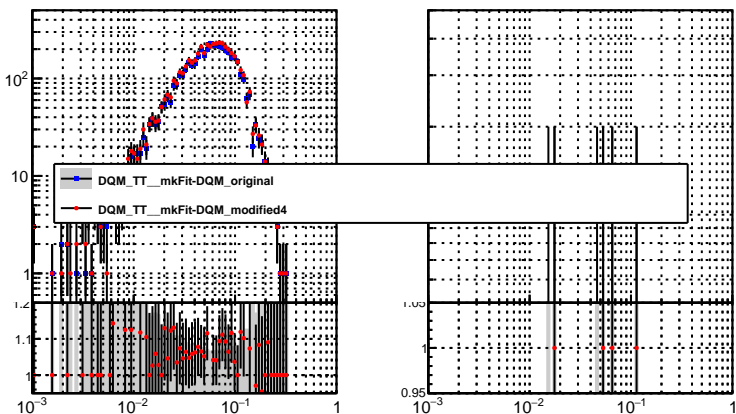 10²
10
DQM_TT__mkFit-DQM_original
DQM_TT__mkFit-DQM_modified4
1
1.2
1.1
1
1.05
1
0.95
10⁻³ 10⁻² 10⁻¹ 1
10⁻³ 10⁻² 10⁻¹ 1